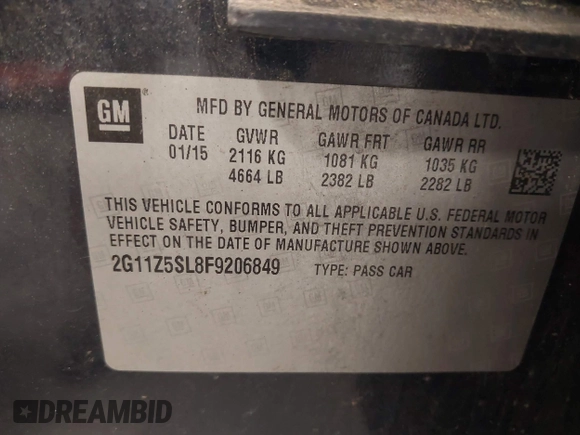 GM
MFD BY GENERAL MOTORS OF CANADA LTD.
DATE GVWR GAWR FRT GAWR RR
01/15 2116 KG 1081 KG 1035 KG
4664 LB 2382 LB 2282 LB
THIS VEHICLE CONFORMS TO ALL APPLICABLE U.S. FEDERAL MOTOR
VEHICLE SAFETY, BUMPER, AND THEFT PREVENTION STANDARDS IN
EFFECT ON THE DATE OF MANUFACTURE SHOWN ABOVE.
2G11Z5SL8F9206849 TYPE: PASS CAR
DREAMBID